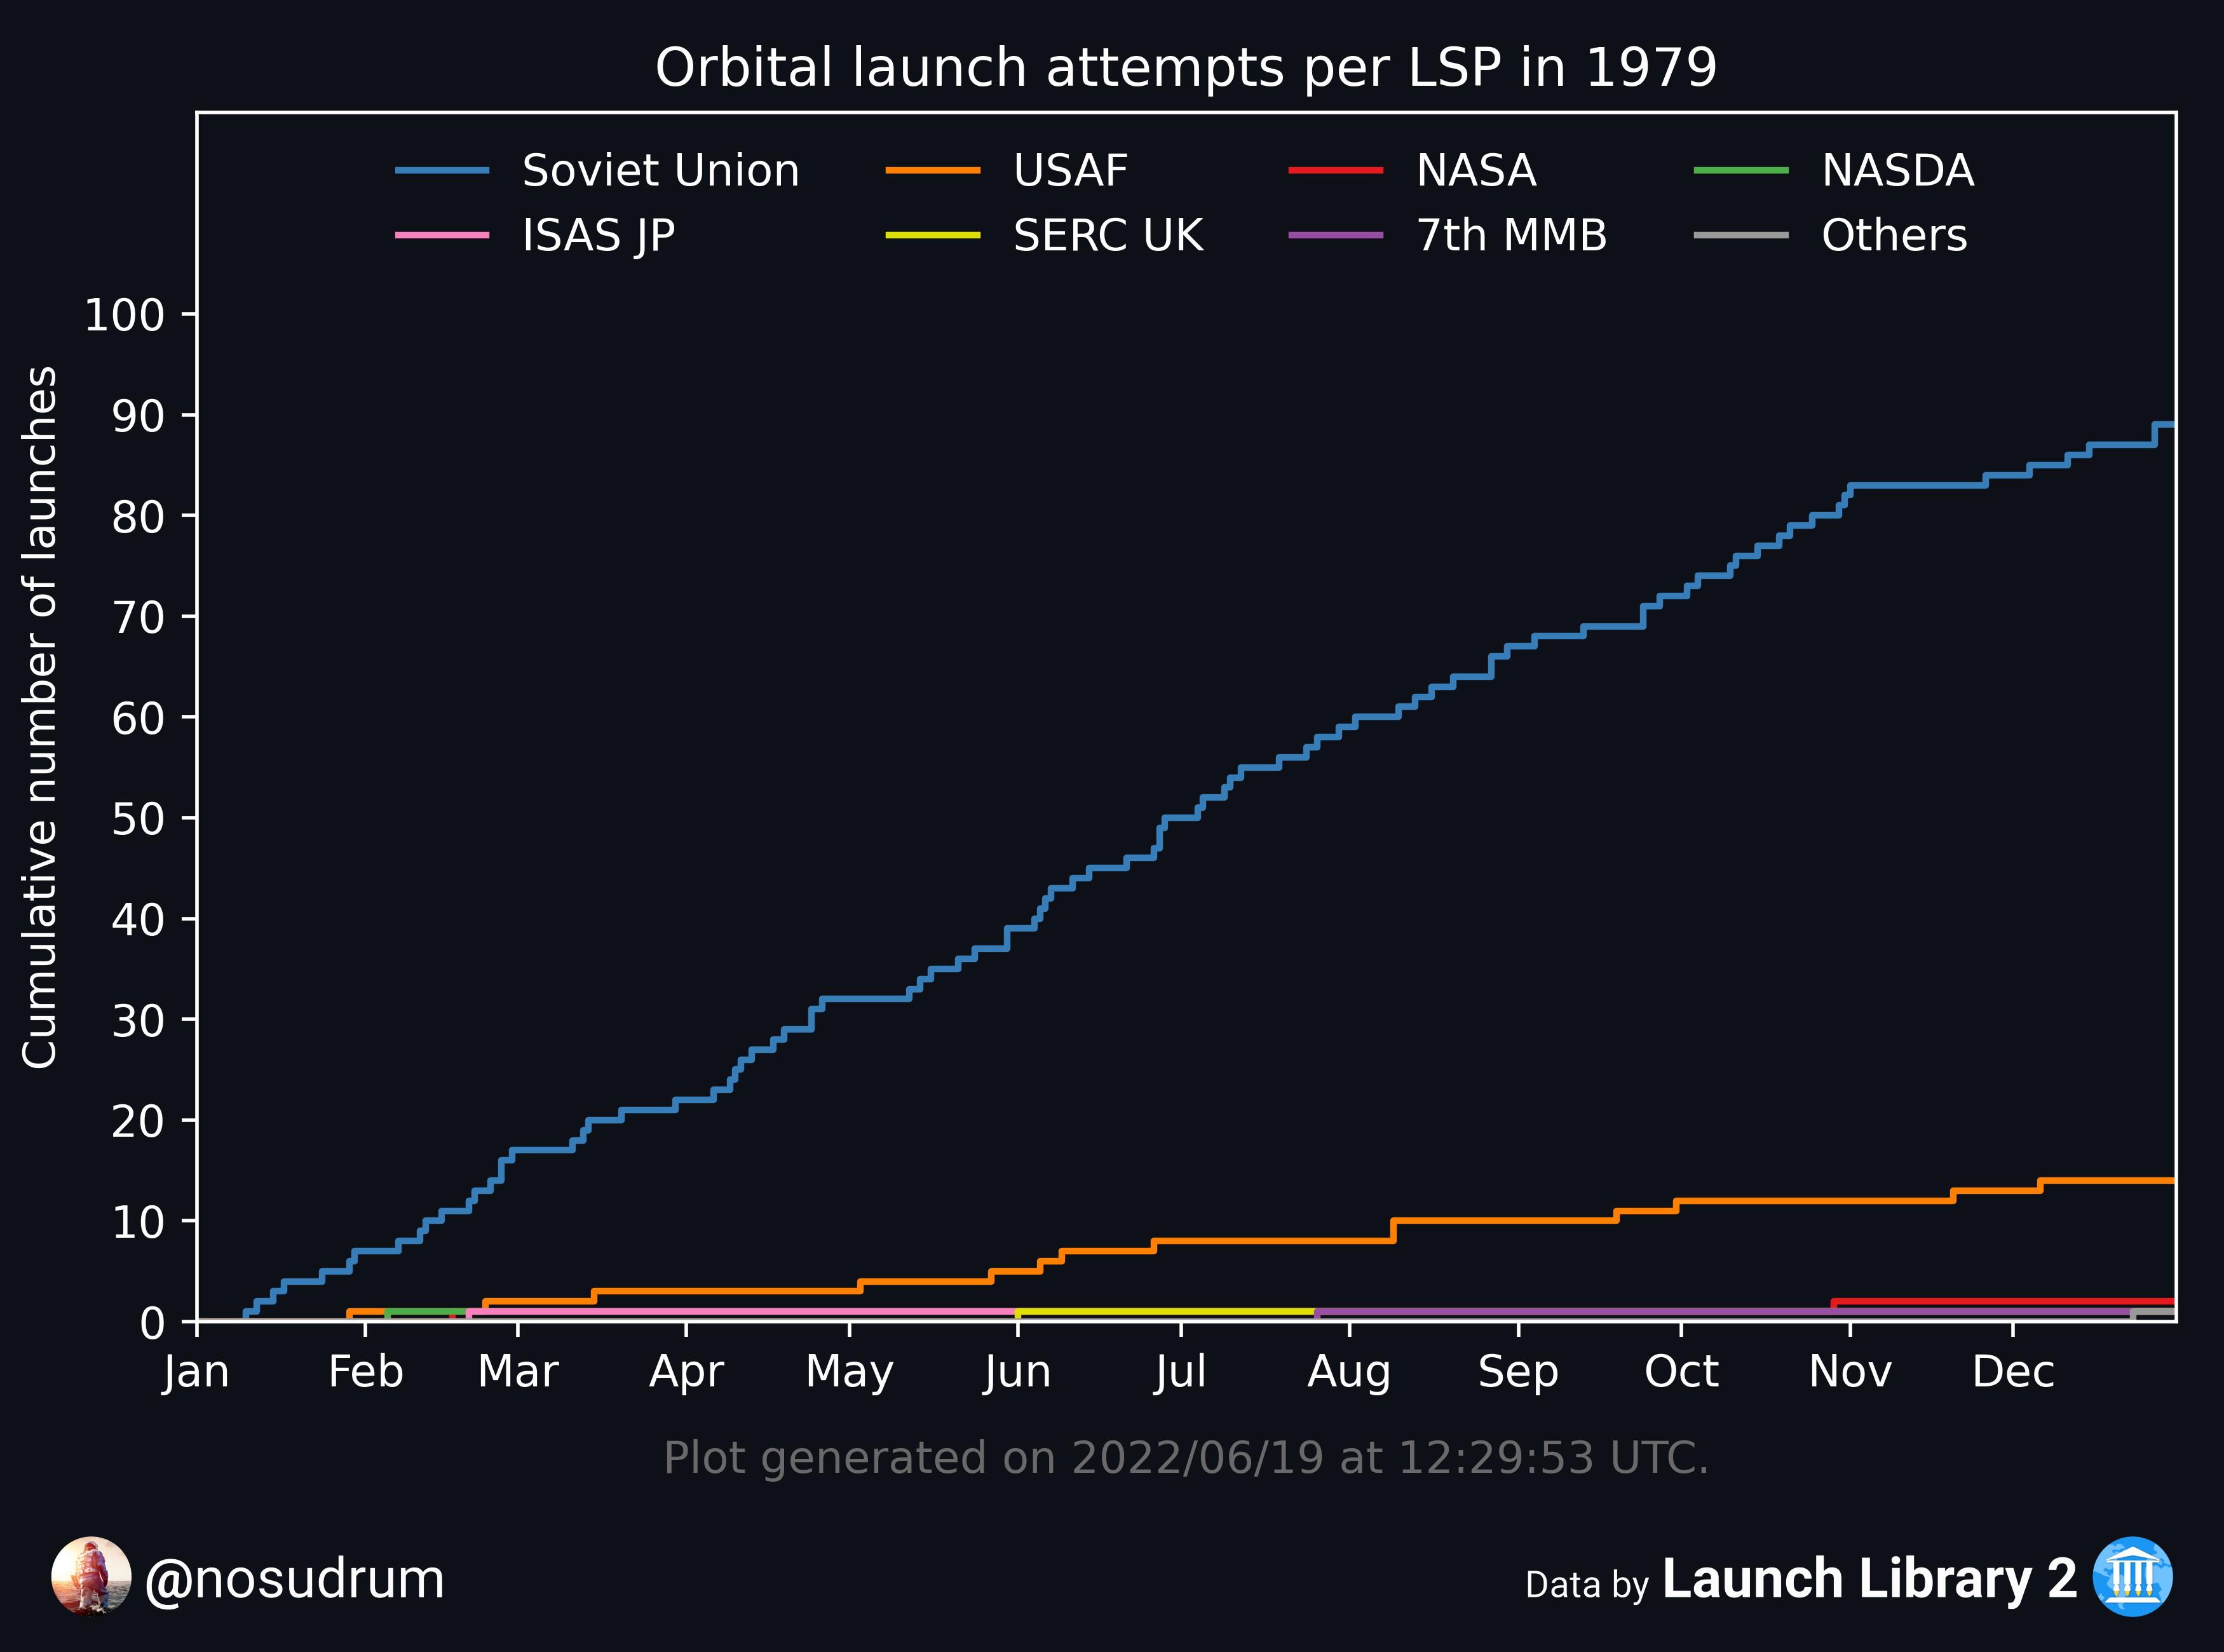 Orbital launch attempts per LSP in 1979
Soviet Union USAF NASA NASDA
ISAS JP SERC UK 7th MMB Others
Cumulative number of launches
100
90
80
70
60
50
40
30
20
10
0
Jan Feb Mar Apr May Jun Jul Aug Sep Oct Nov Dec
Plot generated on 2022/06/19 at 12:29:53 UTC.
@nosudrum
Data by Launch Library 2